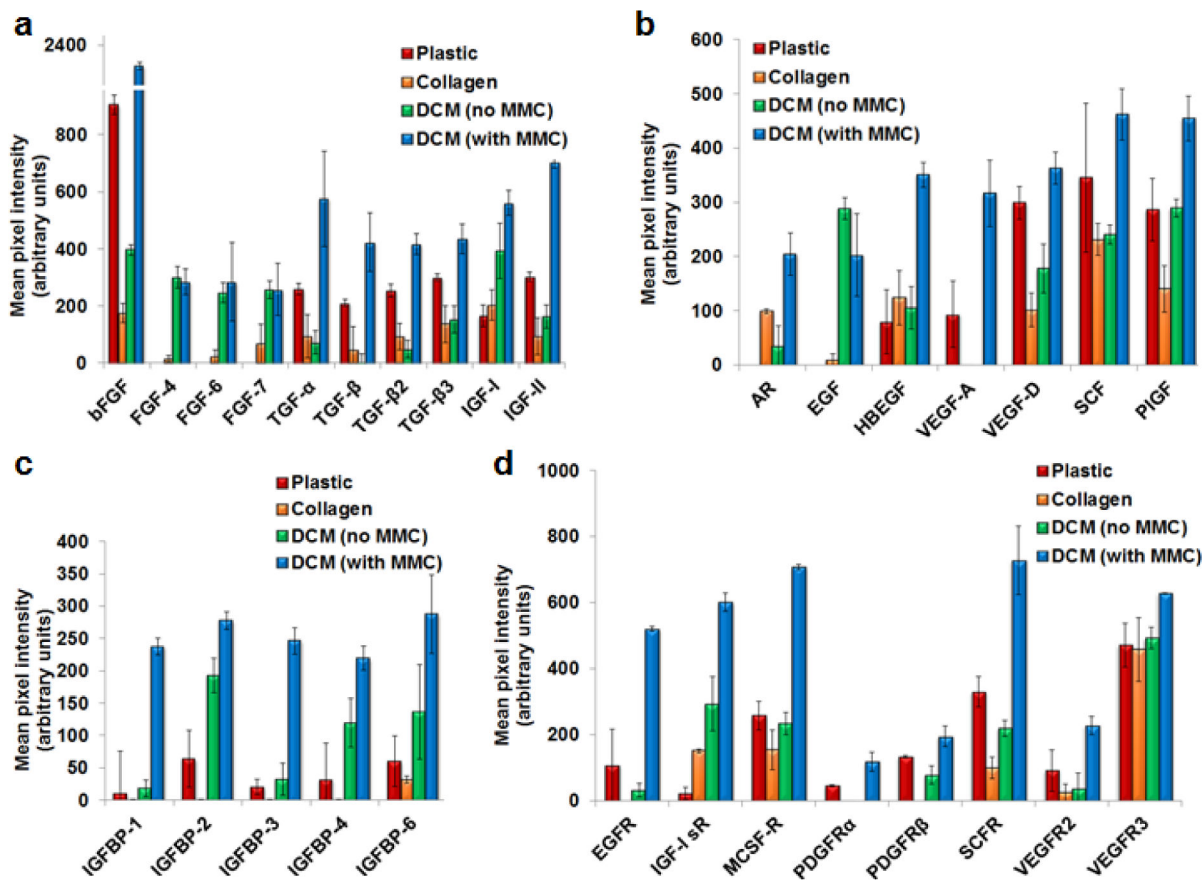 a
Mean pixel intensity
(arbitrary units)
2400
800
600
400
200
0
Plastic
Collagen
DCM (no MMC)
DCM (with MMC)
bFGF
FGF-4
FGF-6
FGF-7
TGF-α
TGF-β
TGF-β2
TGF-β3
IGF-I
IGF-II
b
Mean pixel intensity
(arbitrary units)
600
500
400
300
200
100
0
Plastic
Collagen
DCM (no MMC)
DCM (with MMC)
AR
EGF
HBEGF
VEGF-A
VEGF-D
SCF
PIGF
c
Mean pixel intensity
(arbitrary units)
400
350
300
250
200
150
100
50
0
Plastic
Collagen
DCM (no MMC)
DCM (with MMC)
IGFBP-1
IGFBP-2
IGFBP-3
IGFBP-4
IGFBP-6
d
Mean pixel intensity
(arbitrary units)
1000
800
600
400
200
0
Plastic
Collagen
DCM (no MMC)
DCM (with MMC)
EGFR
IGF-I sR
MCSF-R
PDGFRα
PDGFRβ
SCFR
VEGFR2
VEGFR3